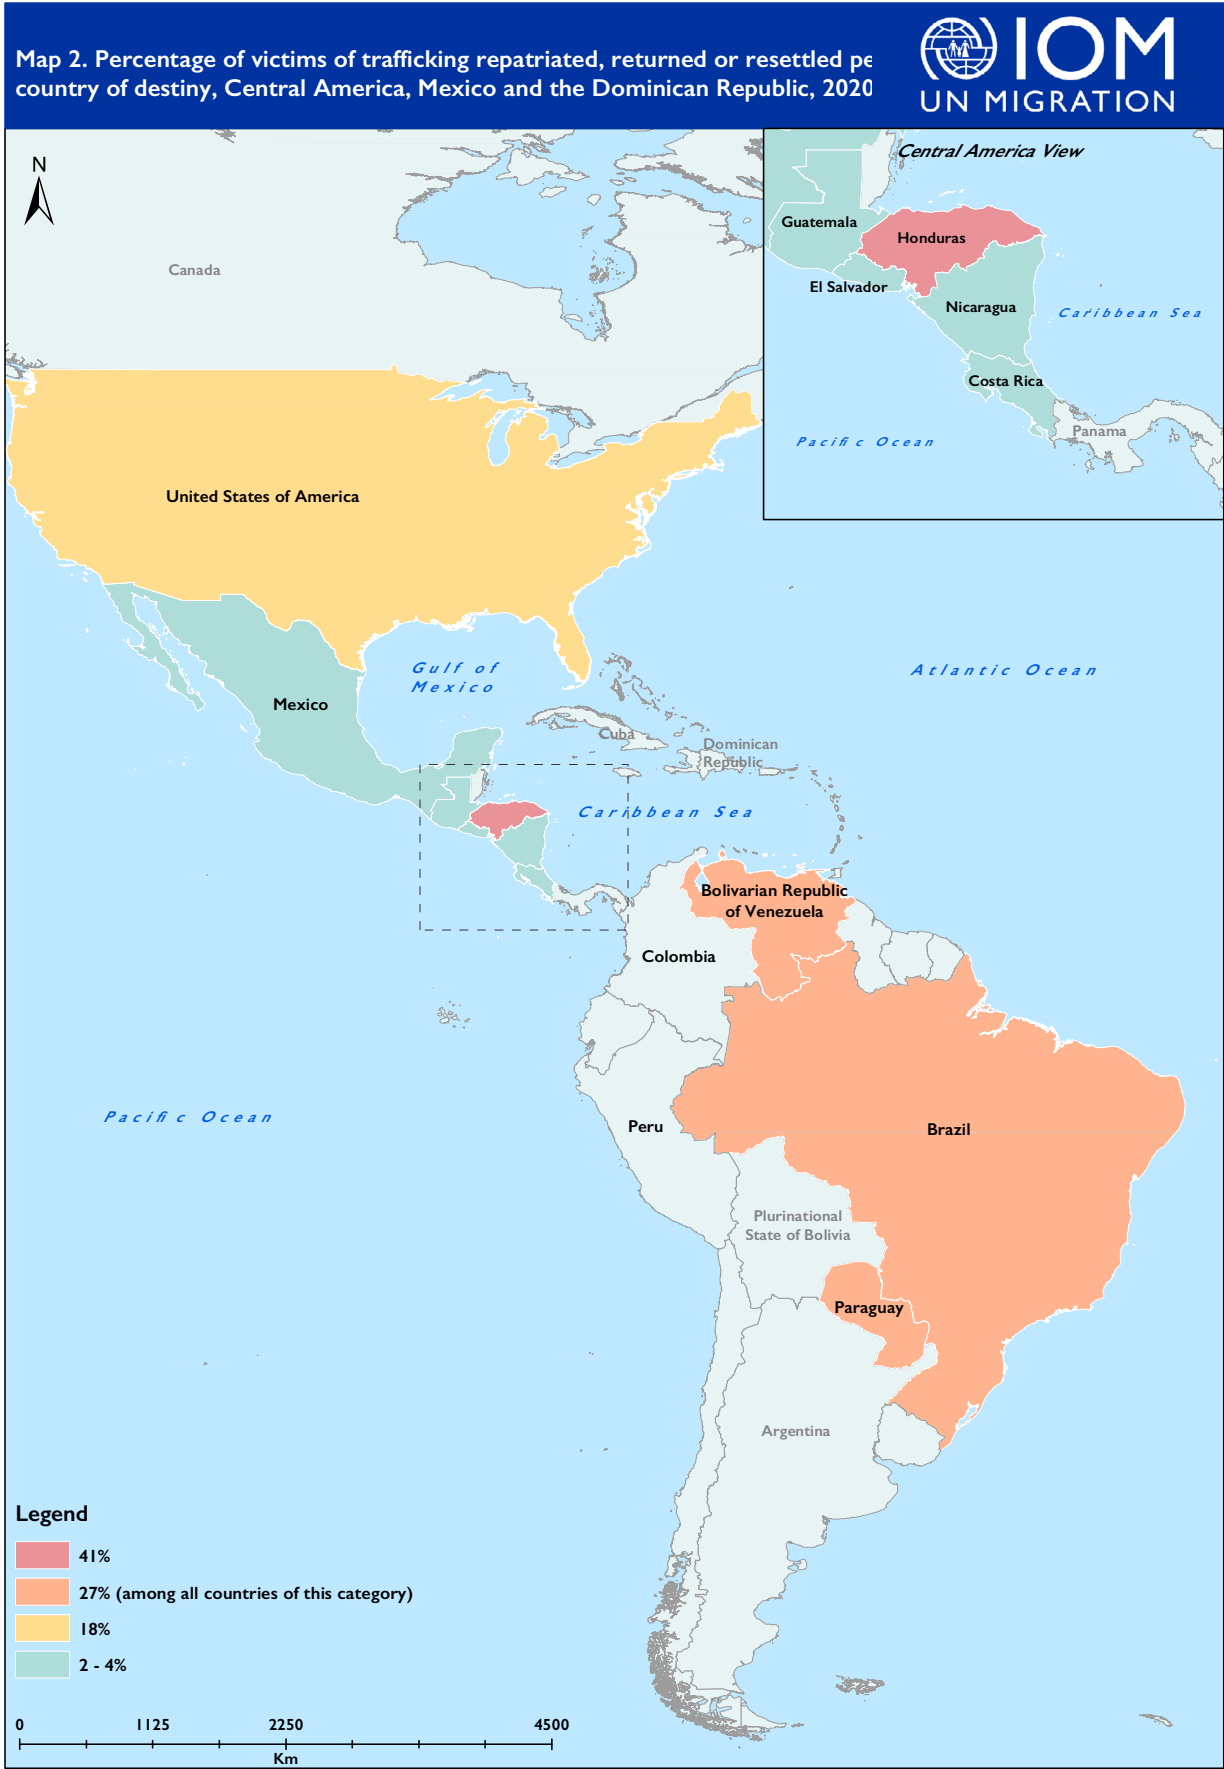 Map 2. Percentage of victims of trafficking repatriated, returned or resettled pe
country of destiny, Central America, Mexico and the Dominican Republic, 2020
IOM
UN MIGRATION
N
Central America View
Guatemala
Honduras
El Salvador
Nicaragua
Caribbean Sea
Costa Rica
Panama
Pacific Ocean
Canada
United States of America
Gulf of
Mexico
Atlantic Ocean
Mexico
Cuba
Dominican
Republic
Caribbean Sea
Bolivarian Republic
of Venezuela
Colombia
Pacific Ocean
Peru
Brazil
Plurinational
State of Bolivia
Paraguay
Argentina
Legend
41%
27% (among all countries of this category)
18%
2 - 4%
0 1125 2250 4500
Km